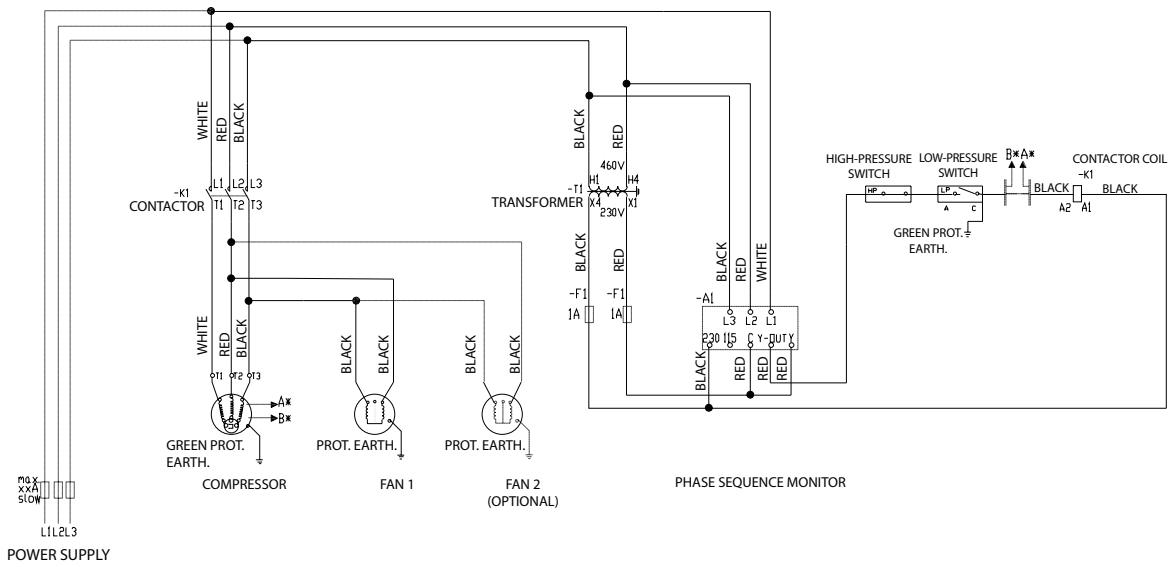 WHITE
RED
BLACK
L1 L2 L3
-K1
CONTACTOR
T1 T2 T3
WHITE
RED
BLACK
T1 T2 T3
A*
B*
GREEN PROT.
EARTH.
COMPRESSOR
BLACK
BLACK
PROT. EARTH.
FAN 1
BLACK
BLACK
PROT. EARTH.
FAN 2
(OPTIONAL)
BLACK
RED
460V
H1 H4
-T1
TRANSFORMER
X4 X1
230V
BLACK
RED
-F1
1A
-F1
1A
BLACK
RED
WHITE
-A1
L3 L2 L1
230 115 C Y-OUT Y
BLACK
RED
RED
RED
PHASE SEQUENCE MONITOR
HIGH-PRESSURE
SWITCH
HP
LOW-PRESSURE
SWITCH
LP
A C
GREEN PROT.
EARTH.
B* A*
BLACK
CONTACTOR COIL
-K1
BLACK
A2 A1
max
xxA
slow
L1 L2 L3
POWER SUPPLY